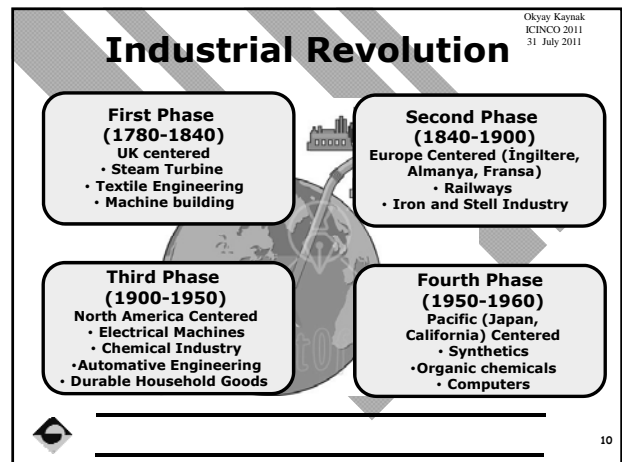 Okyay Kaynak
ICINCO 2011
31 July 2011
Industrial Revolution
First Phase
(1780-1840)
UK centered
• Steam Turbine
• Textile Engineering
• Machine building
Second Phase
(1840-1900)
Europe Centered (İngiltere,
Almanya, Fransa)
• Railways
• Iron and Stell Industry
Third Phase
(1900-1950)
North America Centered
• Electrical Machines
• Chemical Industry
•Automative Engineering
• Durable Household Goods
Fourth Phase
(1950-1960)
Pacific (Japan,
California) Centered
• Synthetics
•Organic chemicals
• Computers
10